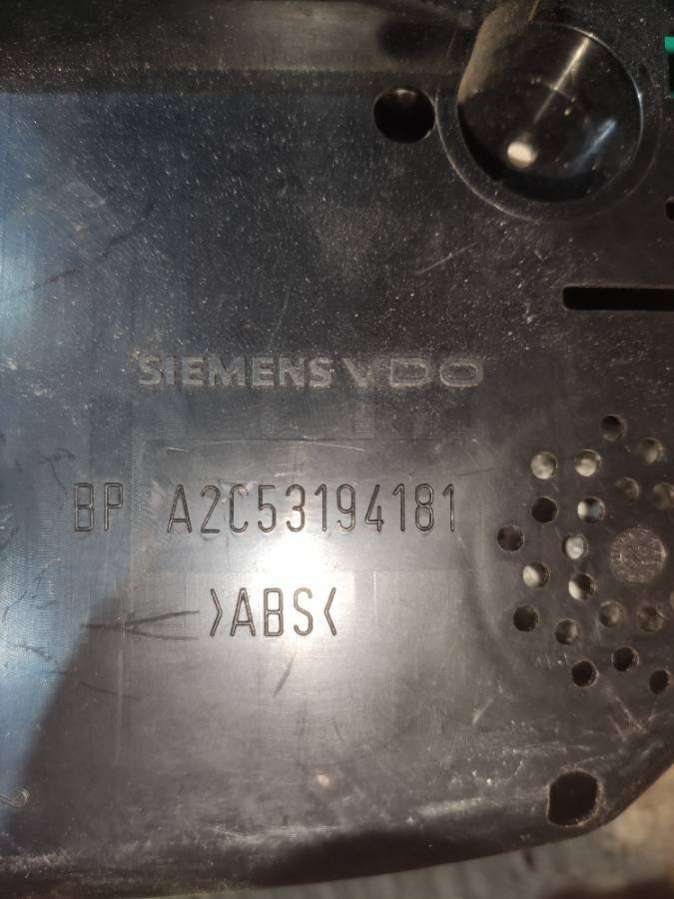 SIEMENS VDO
BP A2C53194181
>ABS<